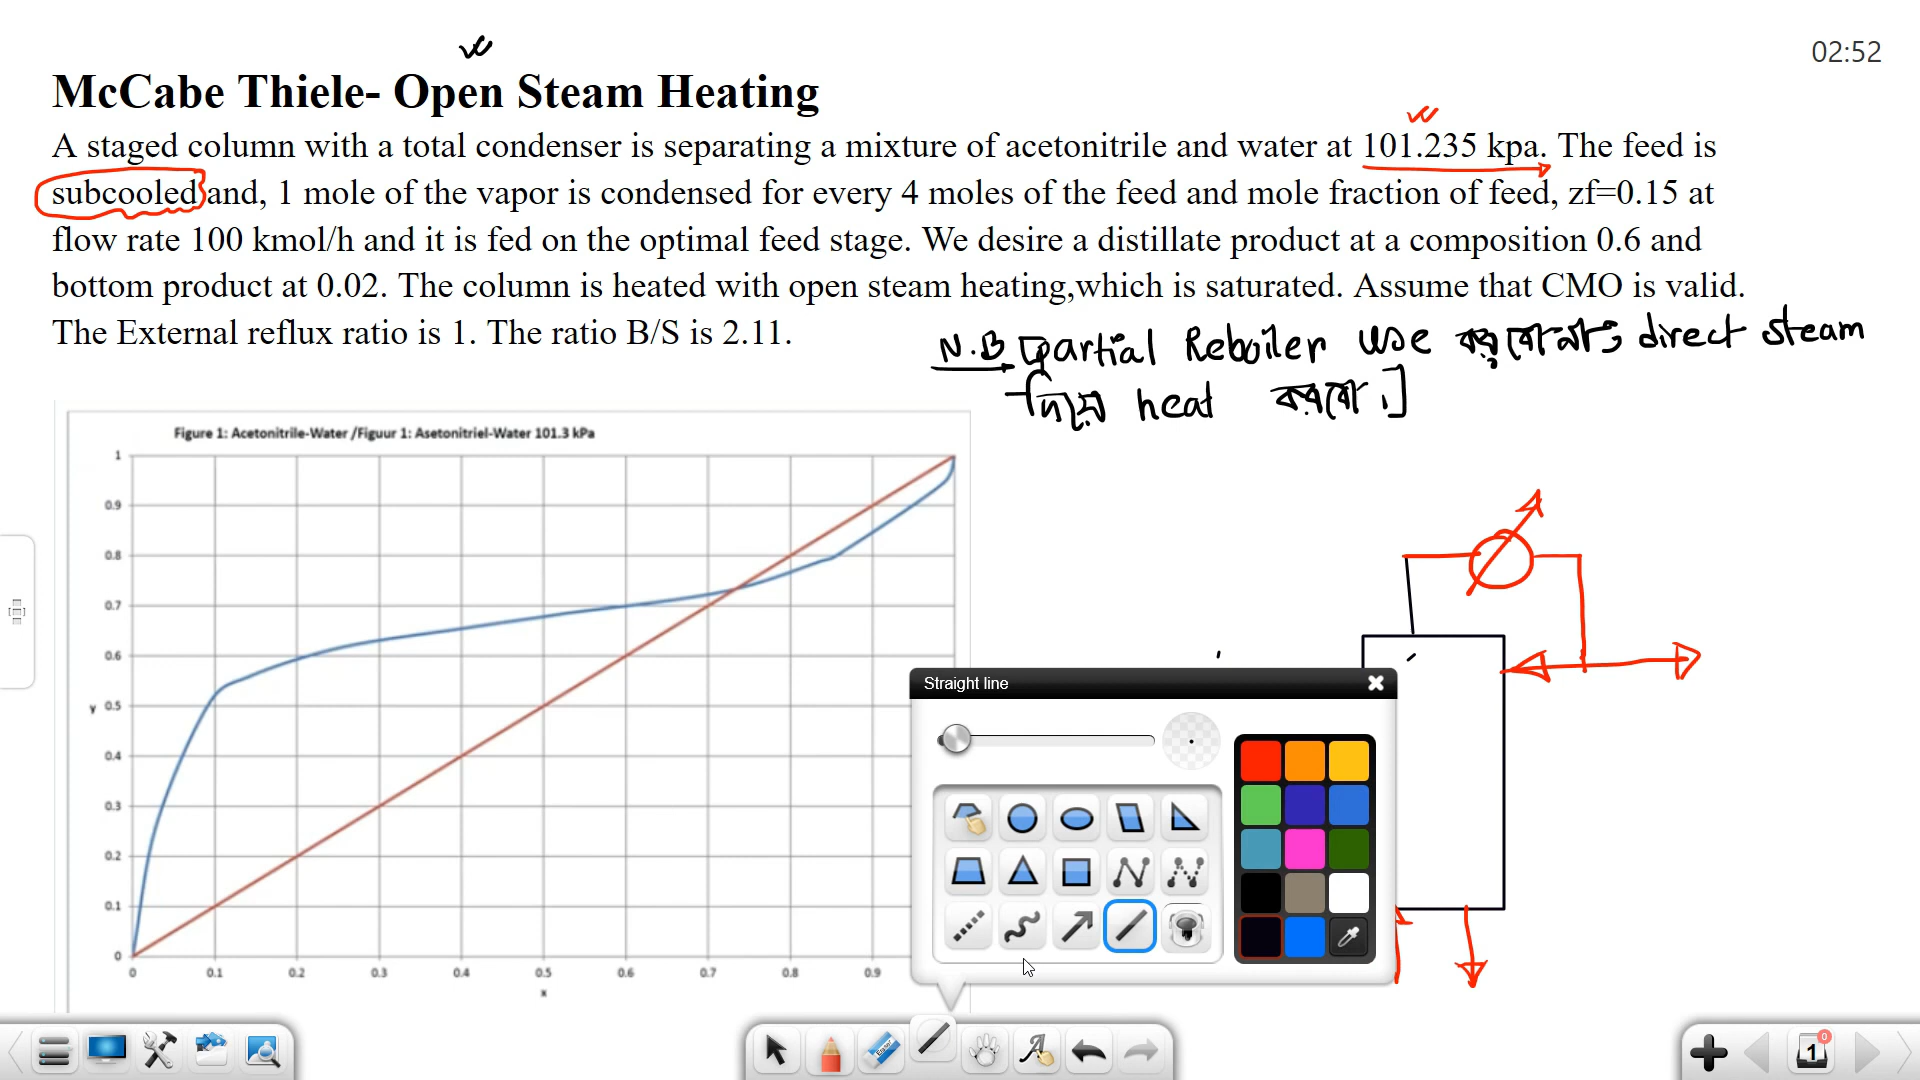 02:52
McCabe Thiele- Open Steam Heating
A staged column with a total condenser is separating a mixture of acetonitrile and water at 101.235 kpa. The feed is
subcooled and, 1 mole of the vapor is condensed for every 4 moles of the feed and mole fraction of feed, zf=0.15 at
flow rate 100 kmol/h and it is fed on the optimal feed stage. We desire a distillate product at a composition 0.6 and
bottom product at 0.02. The column is heated with open steam heating,which is saturated. Assume that CMO is valid.
The External reflux ratio is 1. The ratio B/S is 2.11.
N.B [partial Reboiler use করবো না, direct steam
দিয়ে heat করবো।]
Figure 1: Acetonitrile-Water /Figuur 1: Asetonitriel-Water 101.3 kPa
1
0.9
0.8
0.7
0.6
y 0.5
0.4
0.3
0.2
0.1
0
0 0.1 0.2 0.3 0.4 0.5 0.6 0.7 0.8 0.9
x
Straight line
Eraser
A
1
0